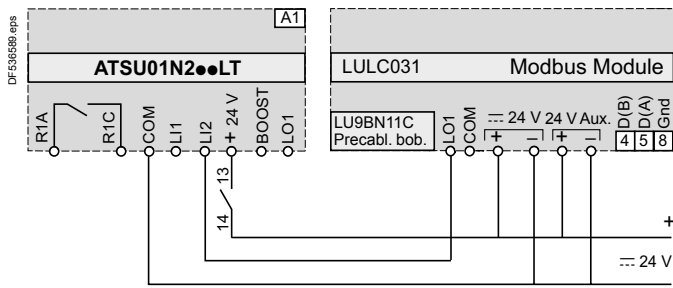 DF536589.eps
A1
ATSU01N2●●LT
R1A
R1C
COM
LI1
LI2
+ 24 V
BOOST
LO1
13
14
LULC031 Modbus Module
LU9BN11C
Precabl. bob.
LO1
COM
⎓ 24 V
+ –
24 V Aux.
+ –
D(B)
D(A)
Gnd
4 5 8
+
⎓ 24 V